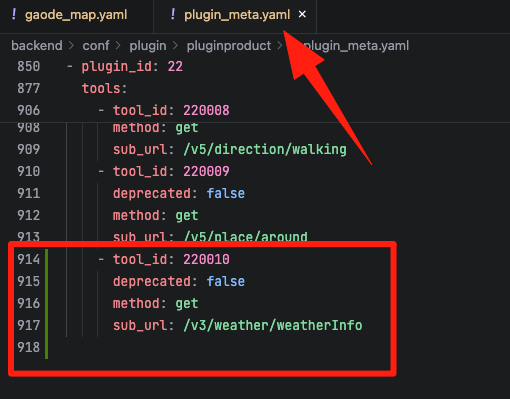 ! gaode_map.yaml ! plugin_meta.yaml ×
backend > conf > plugin > pluginproduct > plugin_meta.yaml
850 - plugin_id: 22
877 tools:
906 - tool_id: 220008
908 method: get
909 sub_url: /v5/direction/walking
910 - tool_id: 220009
911 deprecated: false
912 method: get
913 sub_url: /v5/place/around
914 - tool_id: 220010
915 deprecated: false
916 method: get
917 sub_url: /v3/weather/weatherInfo
918